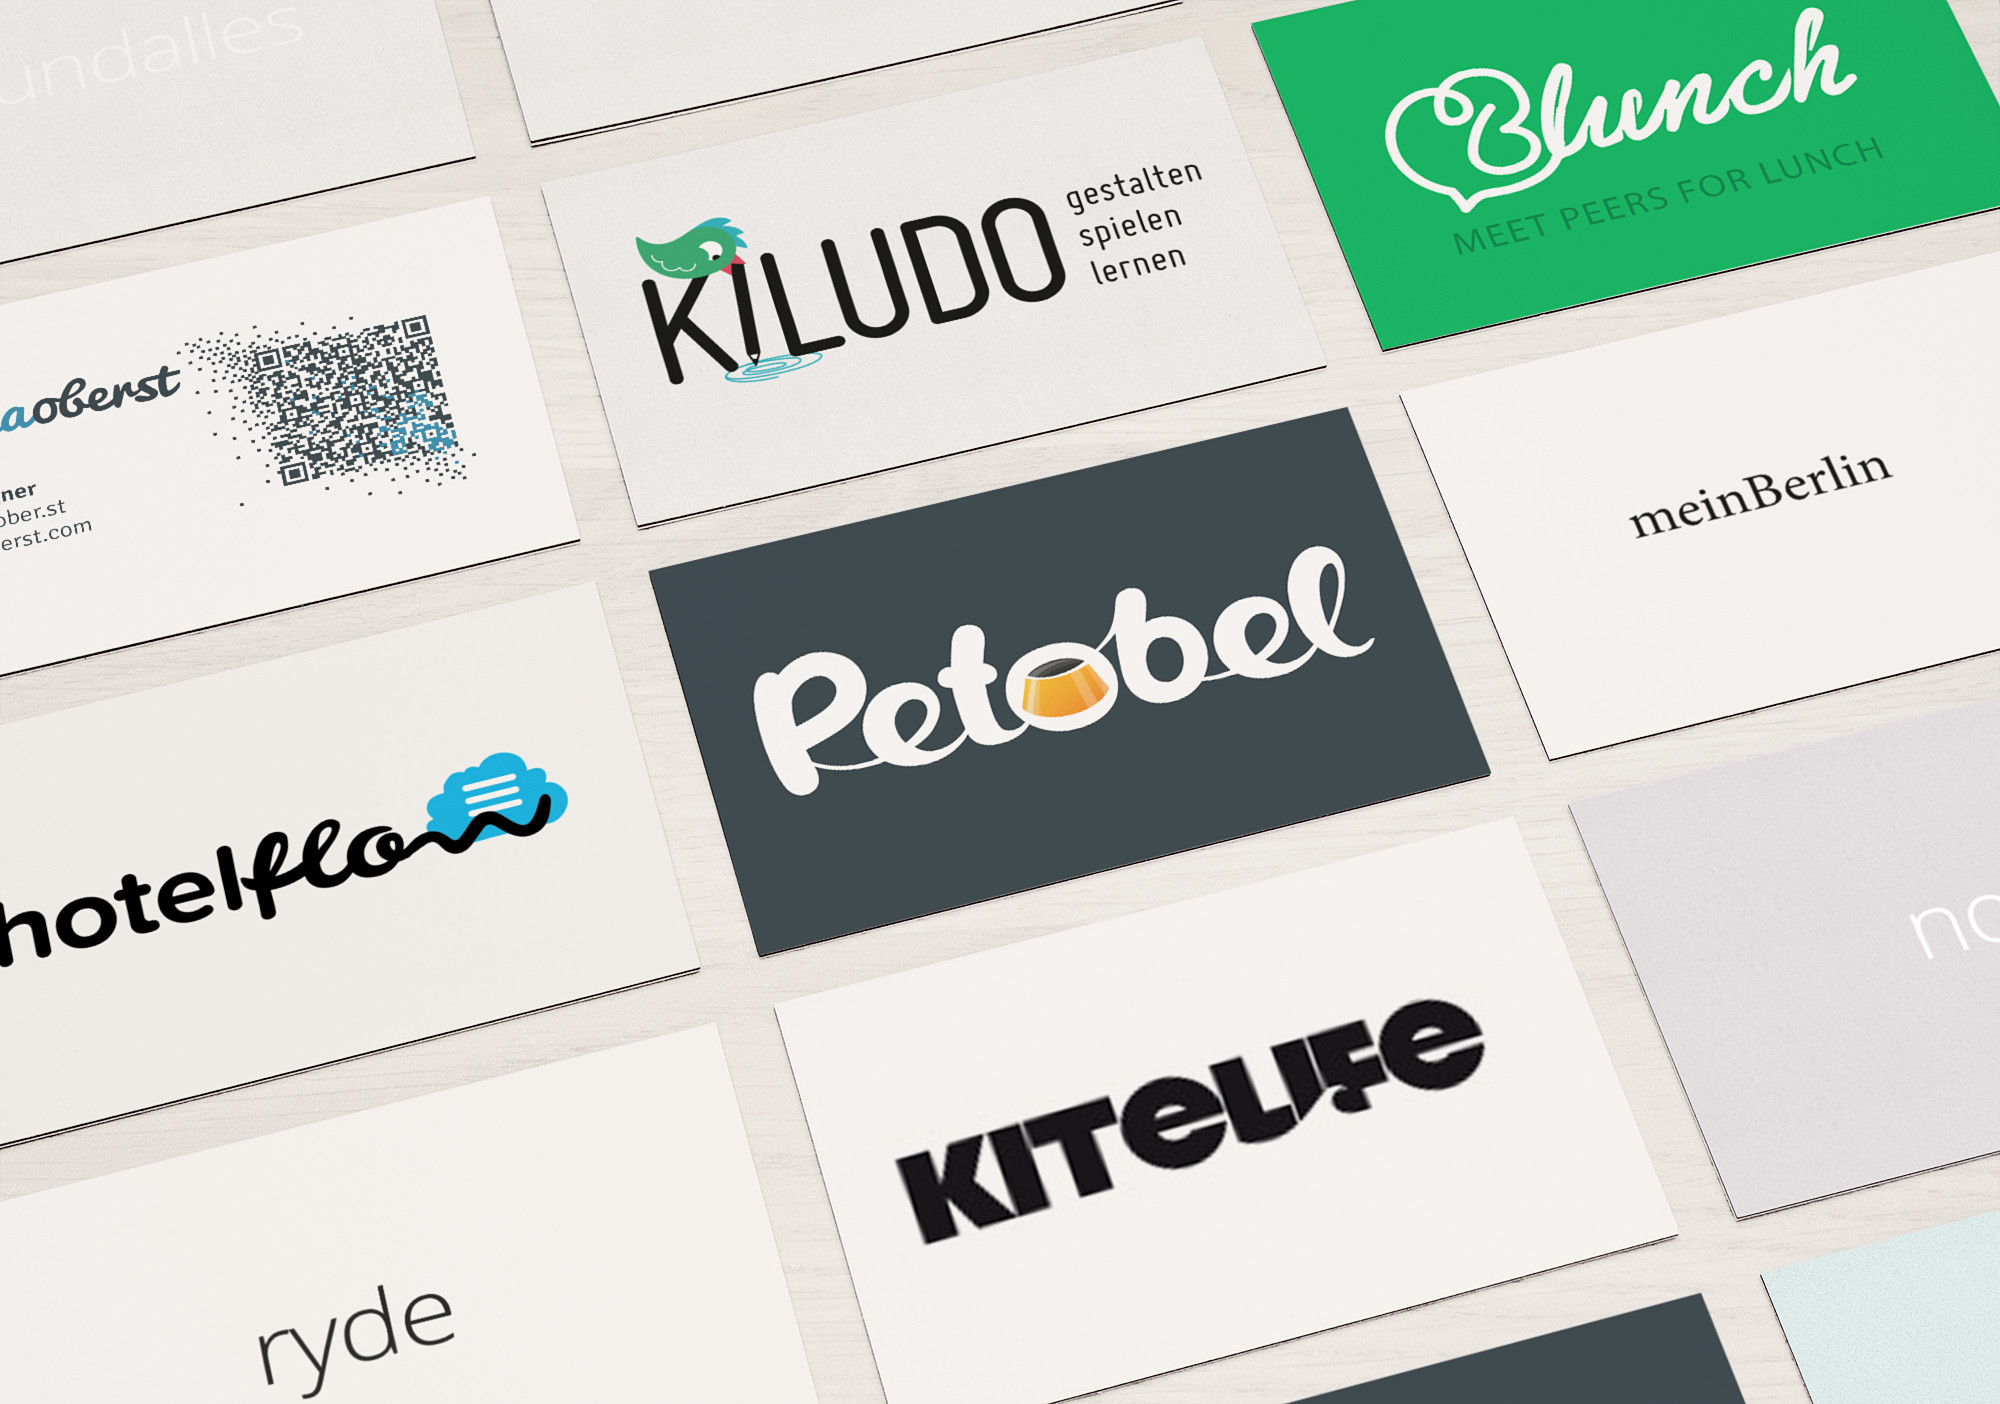 undalles
KILUDO
gestalten
spielen
lernen
Blunch
MEET PEERS FOR LUNCH
aoberst
ner
ober.st
erst.com
Petobel
meinBerlin
hotelflow
KITELIFE
no
ryde